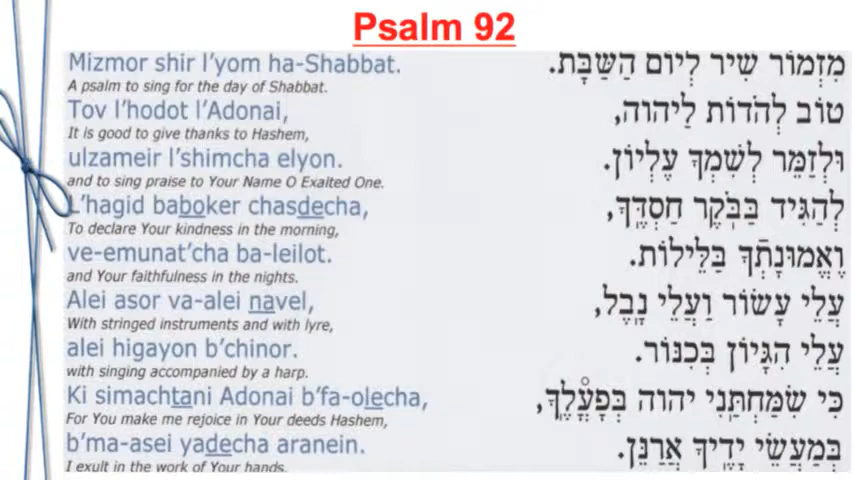 Psalm 92
Mizmor shir l'yom ha-Shabbat.
מִזְמוֹר שִׁיר לְיוֹם הַשַּׁבָּת.
A psalm to sing for the day of Shabbat.
Tov l'hodot l'Adonai,
טוֹב לְהֹדוֹת לַיהוה,
It is good to give thanks to Hashem,
ulzameir l'shimcha elyon.
וּלְזַמֵּר לְשִׁמְךָ עֶלְיוֹן.
and to sing praise to Your Name O Exalted One.
L'hagid baboker chasdecha,
לְהַגִּיד בַּבֹּֽקֶר חַסְדֶּֽךָ,
To declare Your kindness in the morning,
ve-emunat'cha ba-leilot.
וֶאֱמוּנָתְךָ בַּלֵּילוֹת.
and Your faithfulness in the nights.
Alei asor va-alei navel,
עֲלֵי עָשׂוֹר וַעֲלֵי נָֽבֶל,
With stringed instruments and with lyre,
alei higayon b'chinor.
עֲלֵי הִגָּיוֹן בְּכִנּוֹר.
with singing accompanied by a harp.
Ki simachtani Adonai b'fa-olecha,
כִּי שִׂמַּחְתַּֽנִי יהוה בְּפׇעֳלֶֽךָ,
For You make me rejoice in Your deeds Hashem,
b'ma-asei yadecha aranein.
בְּמַעֲשֵׂי יָדֶֽיךָ אֲרַנֵּן.
I exult in the work of Your hands.